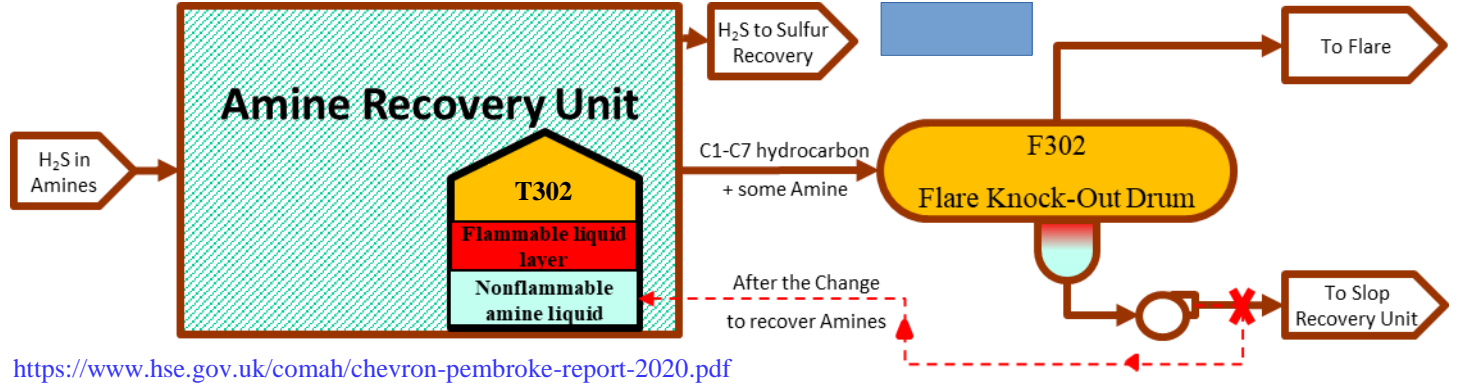 H₂S in
Amines
Amine Recovery Unit
T302
Flammable liquid
layer
Nonflammable
amine liquid
H₂S to Sulfur
Recovery
C1-C7 hydrocarbon
+ some Amine
F302
Flare Knock-Out Drum
To Flare
After the Change
to recover Amines
To Slop
Recovery Unit
https://www.hse.gov.uk/comah/chevron-pembroke-report-2020.pdf